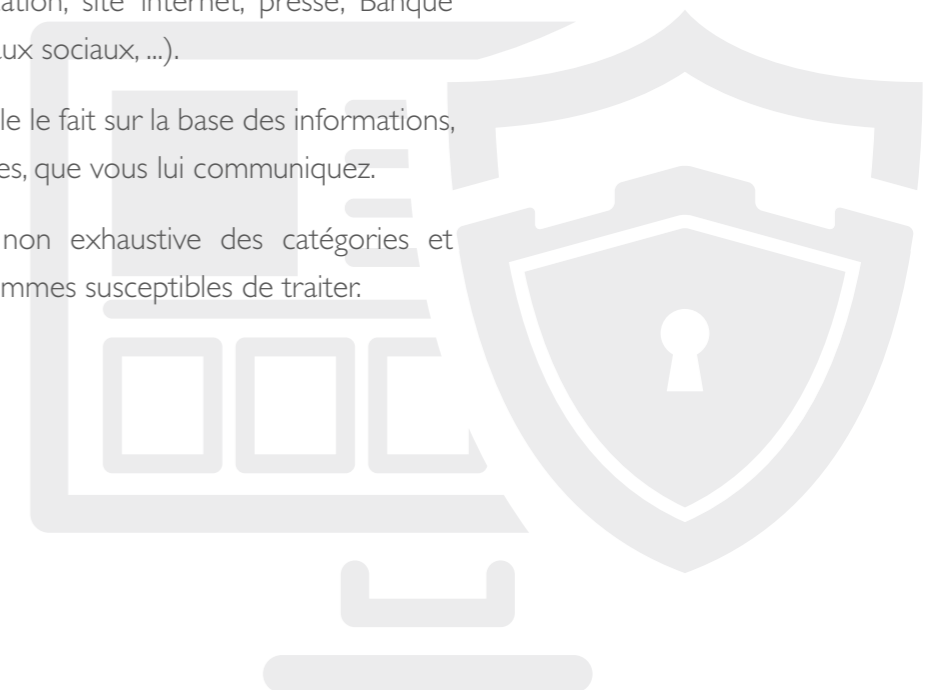 ation, site internet, presse, Banque
aux sociaux, ...).
le le fait sur la base des informations,
es, que vous lui communiquez.
non exhaustive des catégories et
mmes susceptibles de traiter.